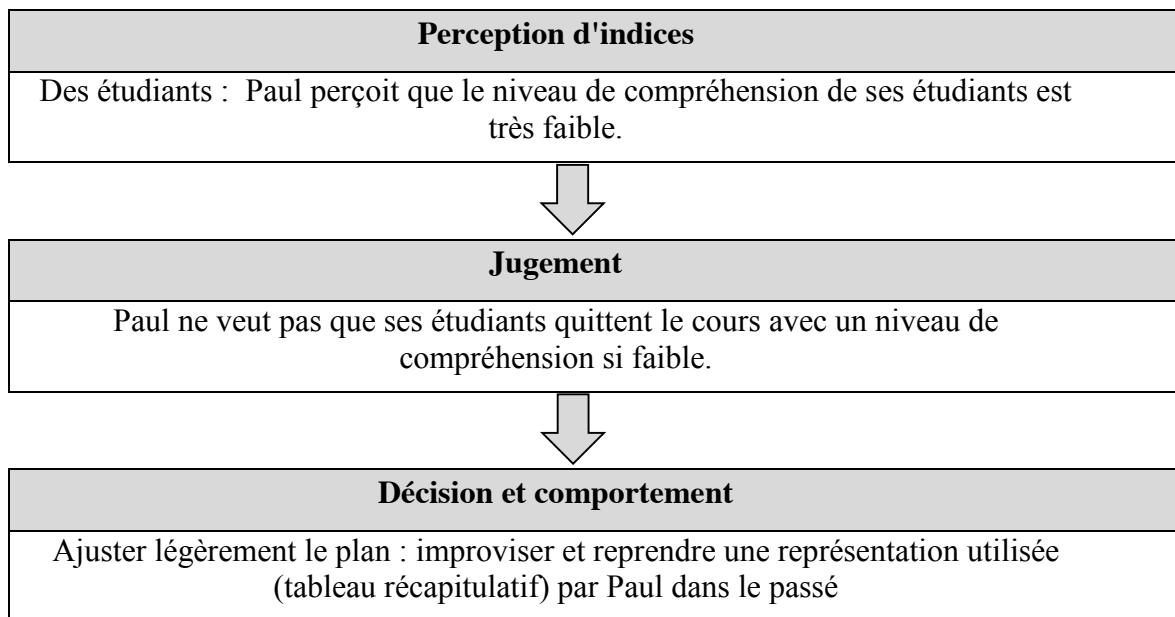 Perception d'indices
Des étudiants : Paul perçoit que le niveau de compréhension de ses étudiants est
très faible.
Jugement
Paul ne veut pas que ses étudiants quittent le cours avec un niveau de
compréhension si faible.
Décision et comportement
Ajuster légèrement le plan : improviser et reprendre une représentation utilisée
(tableau récapitulatif) par Paul dans le passé